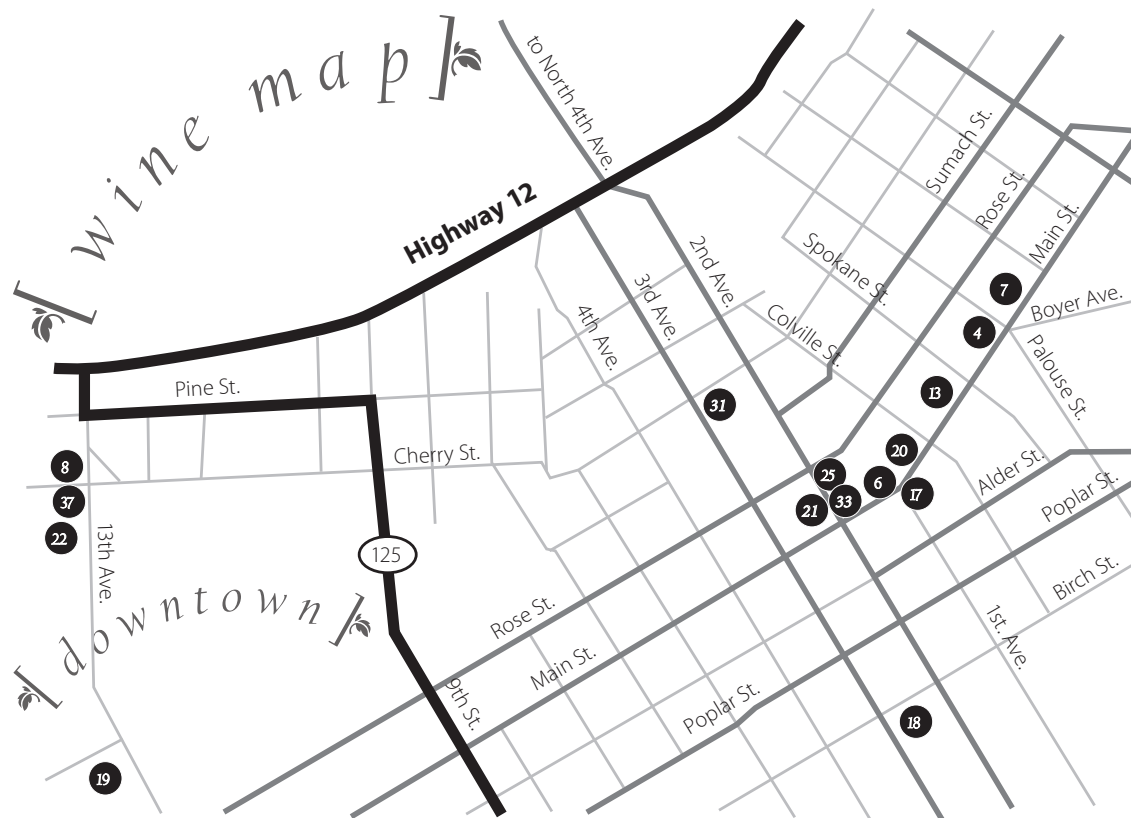 [ wine map ]
to North 4th Ave.
Highway 12
Sumach St.
Rose St.
Main St.
Spokane St.
2nd Ave.
3rd Ave.
4th Ave.
Colville St.
7
Boyer Ave.
4
Palouse St.
Pine St.
13
31
Cherry St.
20
8
25
6
17
Alder St.
37
33
21
Poplar St.
22
13th Ave.
125
Birch St.
[ downtown ]
Rose St.
1st. Ave.
Main St.
9th St.
Poplar St.
18
19